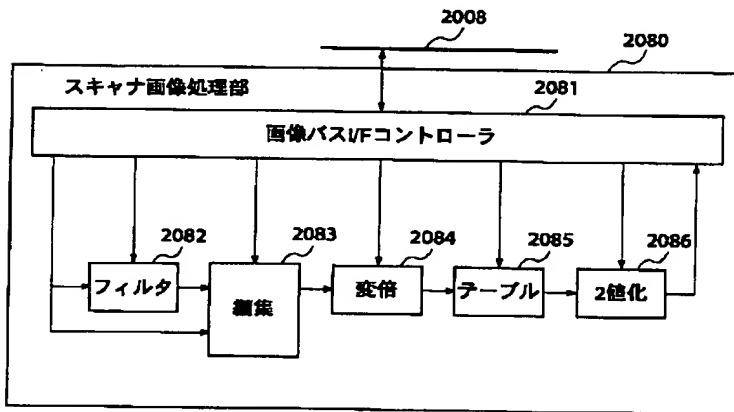 2008
2080
スキャナ画像処理部
2081
画像バスI/Fコントローラ
2082
2083
2084
2085
2086
フィルタ
編集
変倍
テーブル
2値化